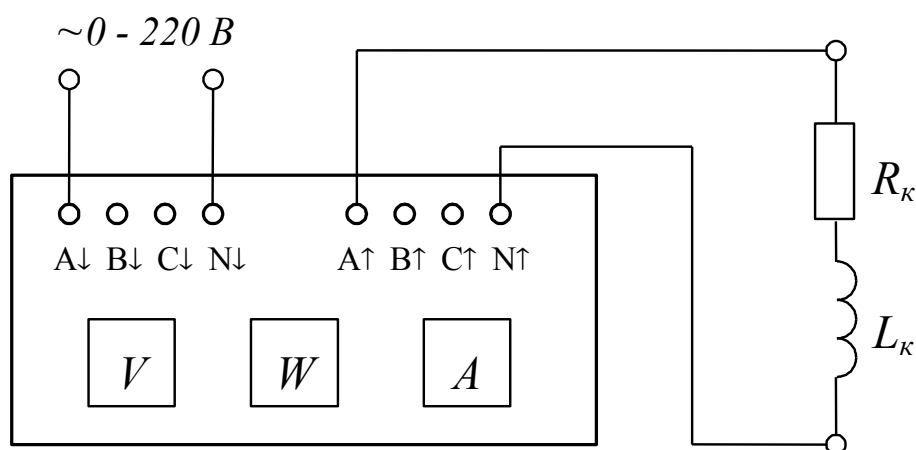 ~0 - 220 В
A↓ B↓ C↓ N↓ A↑ B↑ C↑ N↑
Rк
Lк
V W A